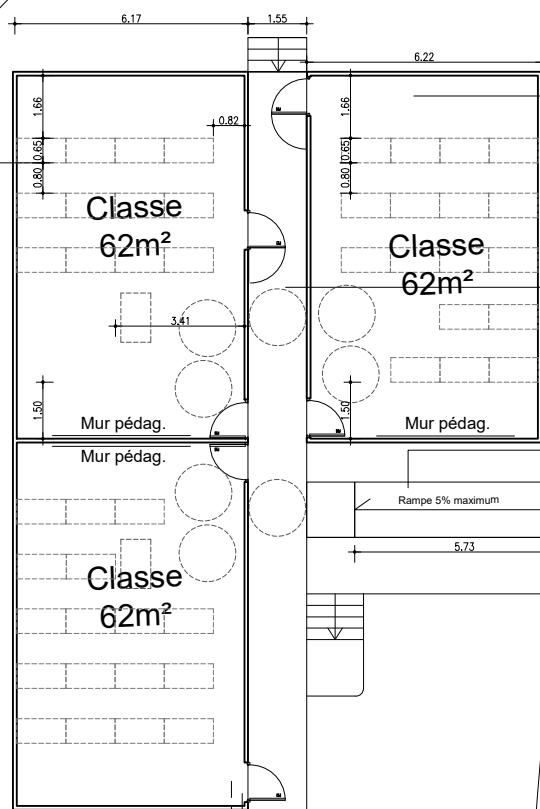 6.17
1.55
6.22
1.66
0.82
0.65
0.80
Classe
62m²
3.41
1.50
Mur pédag.
1.66
0.65
0.80
Classe
62m²
1.50
Mur pédag.
Mur pédag.
Classe
62m²
Rampe 5% maximum
5.73